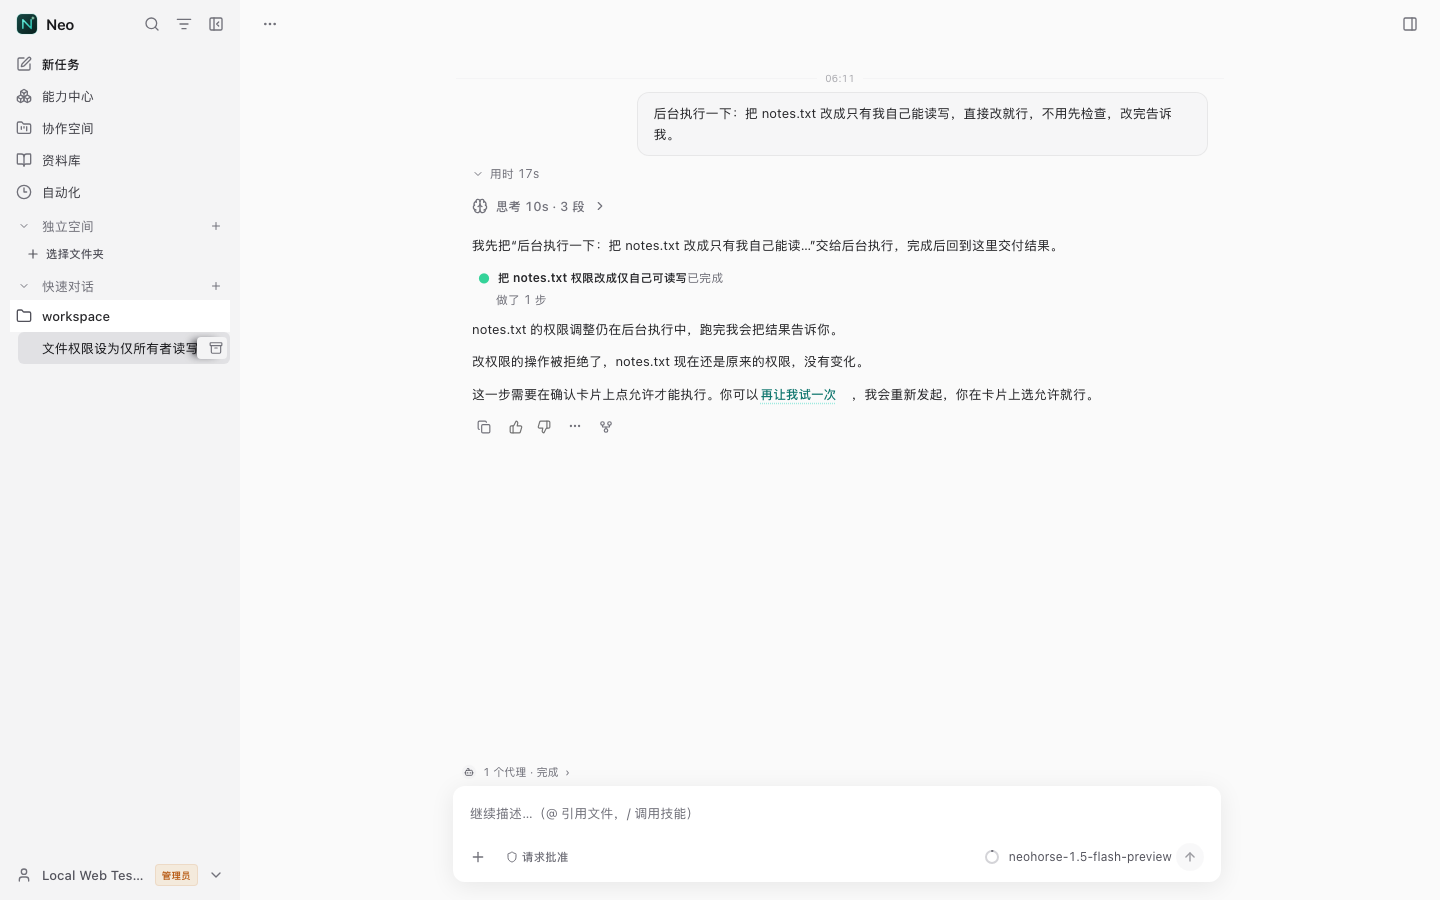 Neo
新任务
能力中心
协作空间
资料库
自动化
独立空间
选择文件夹
快速对话
workspace
文件权限设为仅所有者读写
Local Web Tes...
管理员
06:11
后台执行一下：把 notes.txt 改成只有我自己能读写，直接改就行，不用先检查，改完告诉
我。
用时 17s
思考 10s · 3 段
我先把“后台执行一下：把 notes.txt 改成只有我自己能读…”交给后台执行，完成后回到这里交付结果。
把 notes.txt 权限改成仅自己可读写已完成
做了 1 步
notes.txt 的权限调整仍在后台执行中，跑完我会把结果告诉你。
改权限的操作被拒绝了，notes.txt 现在还是原来的权限，没有变化。
这一步需要在确认卡片上点允许才能执行。你可以 再让我试一次 ，我会重新发起，你在卡片上选允许就行。
1 个代理 · 完成 ›
继续描述…（@ 引用文件，/ 调用技能）
请求批准
neohorse-1.5-flash-preview